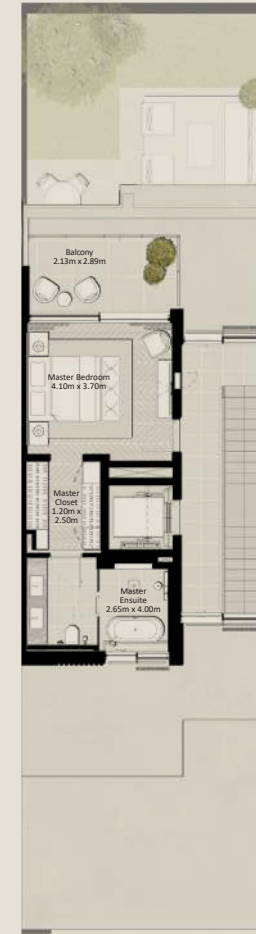 Balcony
2.13m x 2.89m
Master Bedroom
4.10m x 3.70m
Master
Closet
1.20m x
2.50m
Master
Ensuite
2.65m x 4.00m